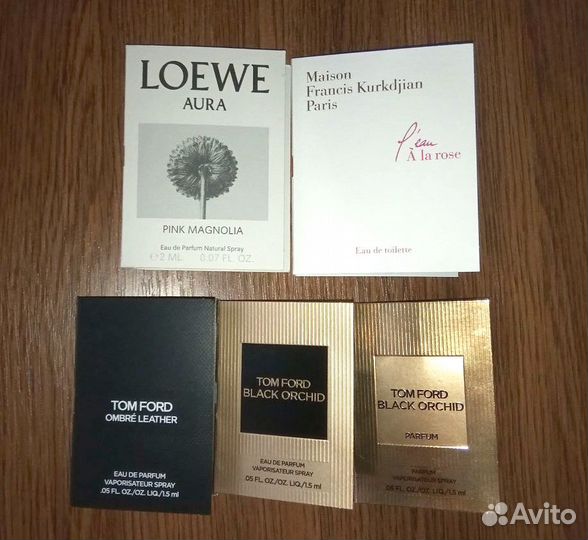 LOEWE
AURA
PINK MAGNOLIA
Eau de Parfum Natural Spray
℮ 2 ML 0.07 FL. OZ.
Maison
Francis Kurkdjian
Paris
l'eau
À la rose
Eau de toilette
TOM FORD
OMBRÉ LEATHER
EAU DE PARFUM
VAPORISATEUR SPRAY
.05 FL. OZ./OZ. LIQ./1.5 ml
TOM FORD
BLACK ORCHID
EAU DE PARFUM
VAPORISATEUR SPRAY
.05 FL. OZ./OZ. LIQ./1.5 ml
TOM FORD
BLACK ORCHID
PARFUM
PARFUM
VAPORISATEUR SPRAY
.05 FL. OZ./OZ. LIQ./1.5 ml
Avito